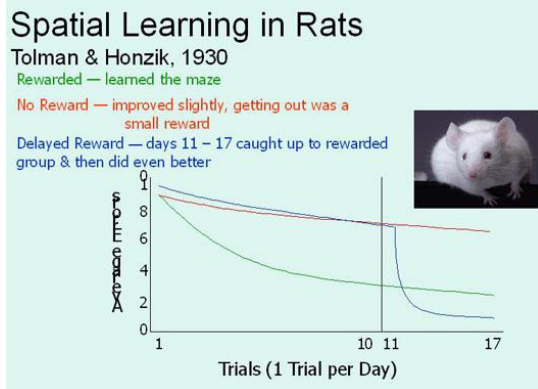 Spatial Learning in Rats
Tolman & Honzik, 1930
Rewarded — learned the maze
No Reward — improved slightly, getting out was a
small reward
Delayed Reward — days 11 – 17 caught up to rewarded
group & then did even better
Average Errors
10
8
6
4
2
0
1
10
11
17
Trials (1 Trial per Day)